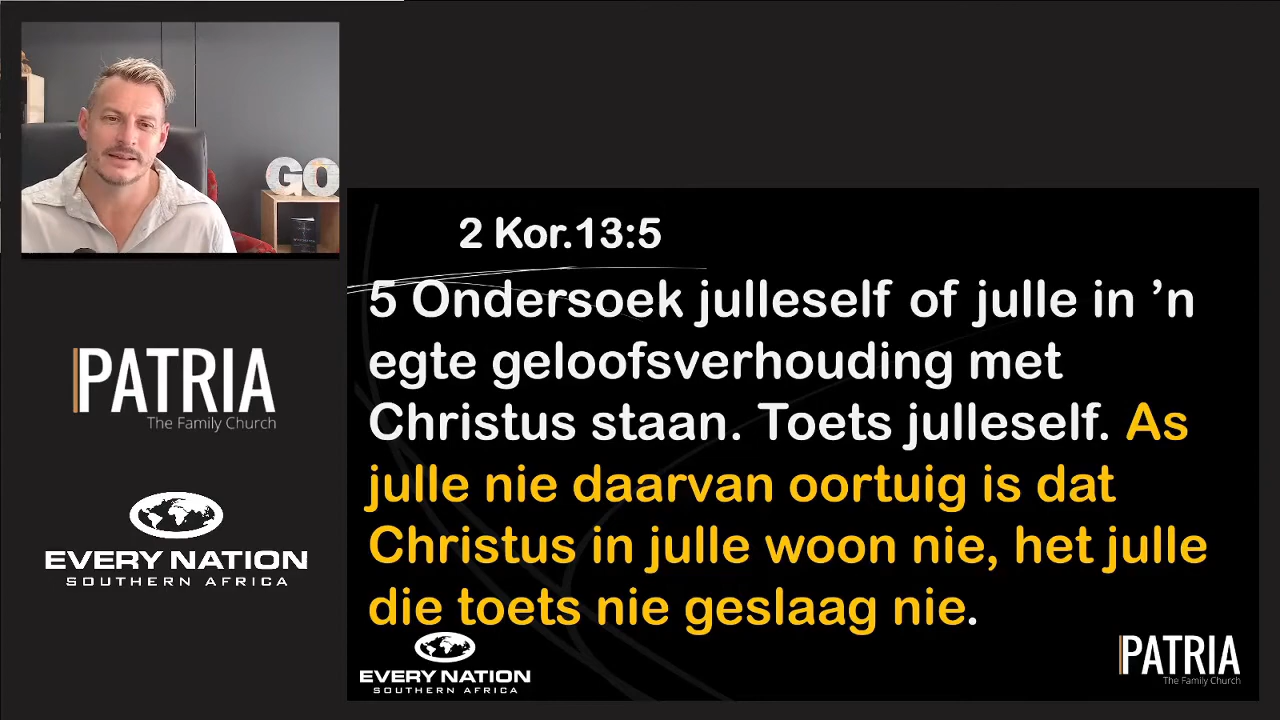 GO
PATRIA
The Family Church
EVERY NATION
SOUTHERN AFRICA
2 Kor.13:5
5 Ondersoek julleself of julle in ’n
egte geloofsverhouding met
Christus staan. Toets julleself. As
julle nie daarvan oortuig is dat
Christus in julle woon nie, het julle
die toets nie geslaag nie.
EVERY NATION
SOUTHERN AFRICA
PATRIA
The Family Church